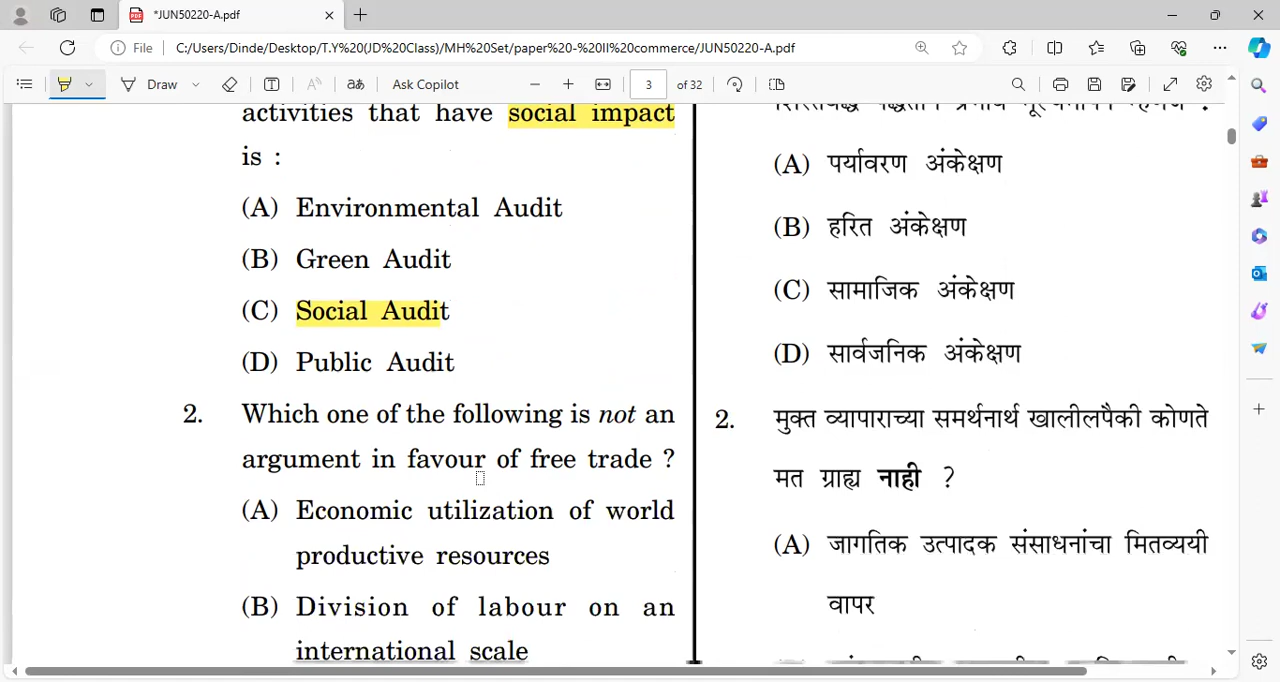 *JUN50220-A.pdf
File
C:/Users/Dinde/Desktop/T.Y%20(JD%20Class)/MH%20Set/paper%20-%20II%20commerce/JUN50220-A.pdf
Draw
aあ
Ask Copilot
3
of 32
activities that have social impact
is :
(A) Environmental Audit
(B) Green Audit
(C) Social Audit
(D) Public Audit
2. Which one of the following is not an
argument in favour of free trade ?
(A) Economic utilization of world
productive resources
(B) Division of labour on an
international scale
(A) पर्यावरण अंकेक्षण
(B) हरित अंकेक्षण
(C) सामाजिक अंकेक्षण
(D) सार्वजनिक अंकेक्षण
2. मुक्त व्यापाराच्या समर्थनार्थ खालीलपैकी कोणते
मत ग्राह्य नाही ?
(A) जागतिक उत्पादक संसाधनांचा मितव्ययी
वापर